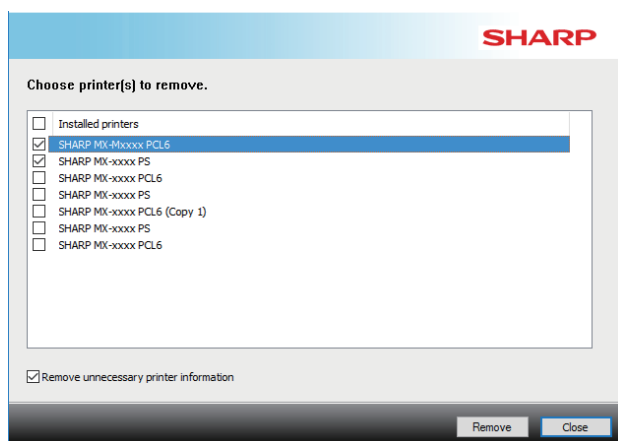 SHARP
Choose printer(s) to remove.
Installed printers
SHARP MX-Mxxxx PCL6
SHARP MX-xxxx PS
SHARP MX-xxxx PCL6
SHARP MX-xxxx PS
SHARP MX-xxxx PCL6 (Copy 1)
SHARP MX-xxxx PS
SHARP MX-xxxx PCL6
Remove unnecessary printer information
Remove Close